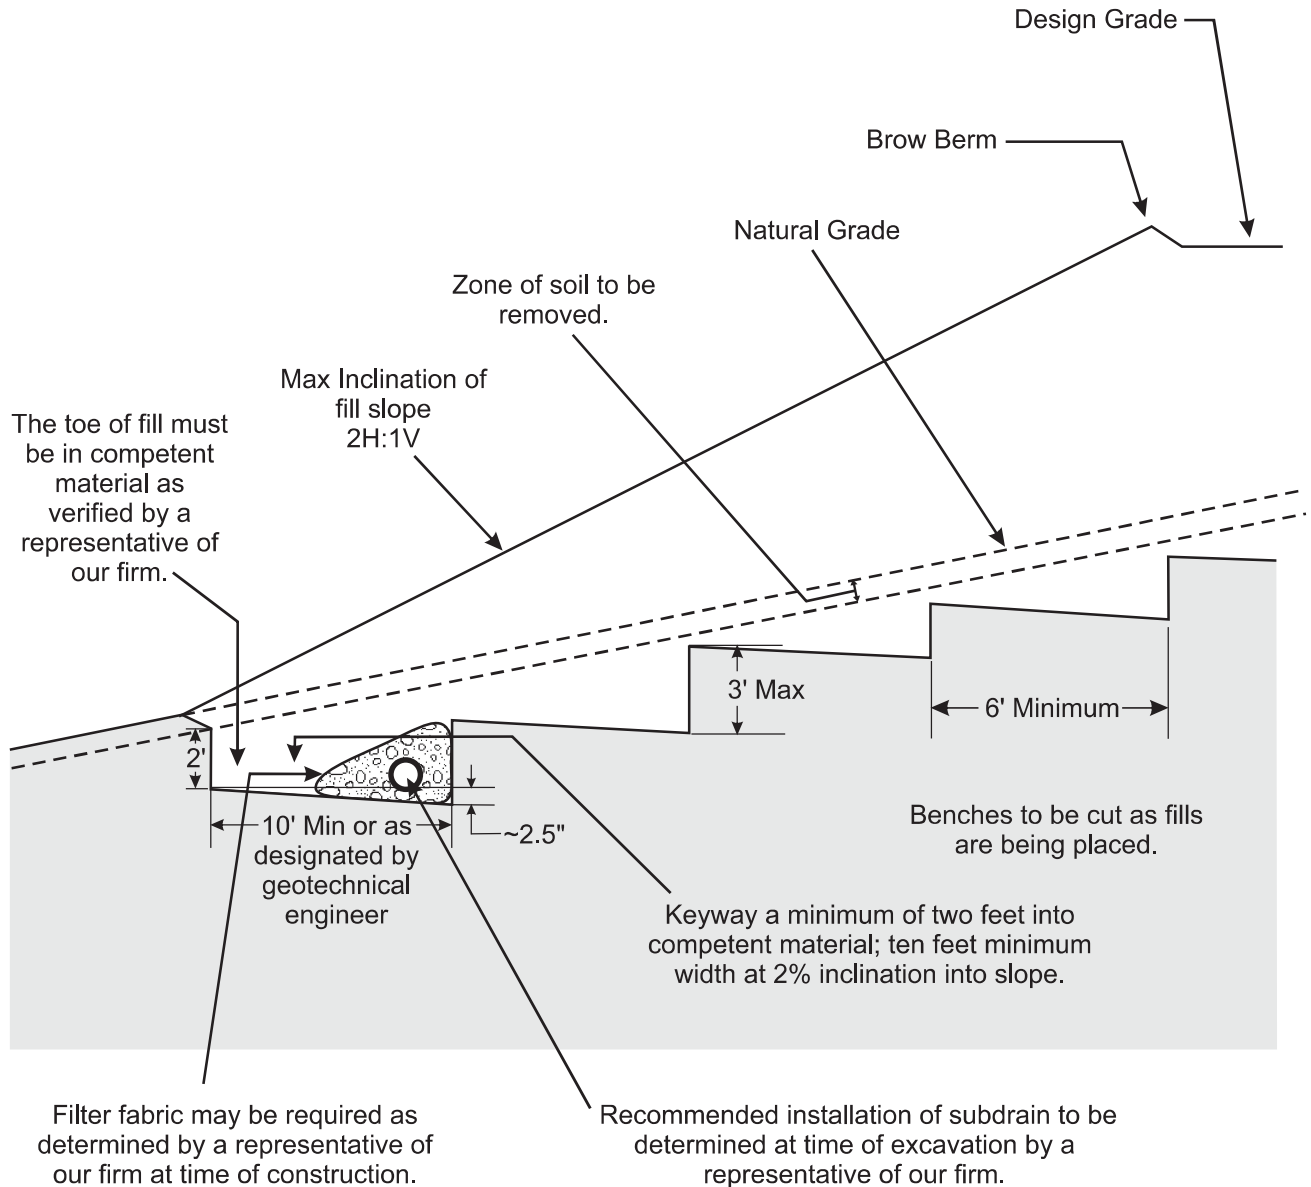 Design Grade
Brow Berm
Natural Grade
Zone of soil to be
removed.
Max Inclination of
fill slope
2H:1V
The toe of fill must
be in competent
material as
verified by a
representative of
our firm.
3' Max
6' Minimum
2'
10' Min or as
designated by
geotechnical
engineer
~2.5"
Benches to be cut as fills
are being placed.
Keyway a minimum of two feet into
competent material; ten feet minimum
width at 2% inclination into slope.
Filter fabric may be required as
determined by a representative of
our firm at time of construction.
Recommended installation of subdrain to be
determined at time of excavation by a
representative of our firm.